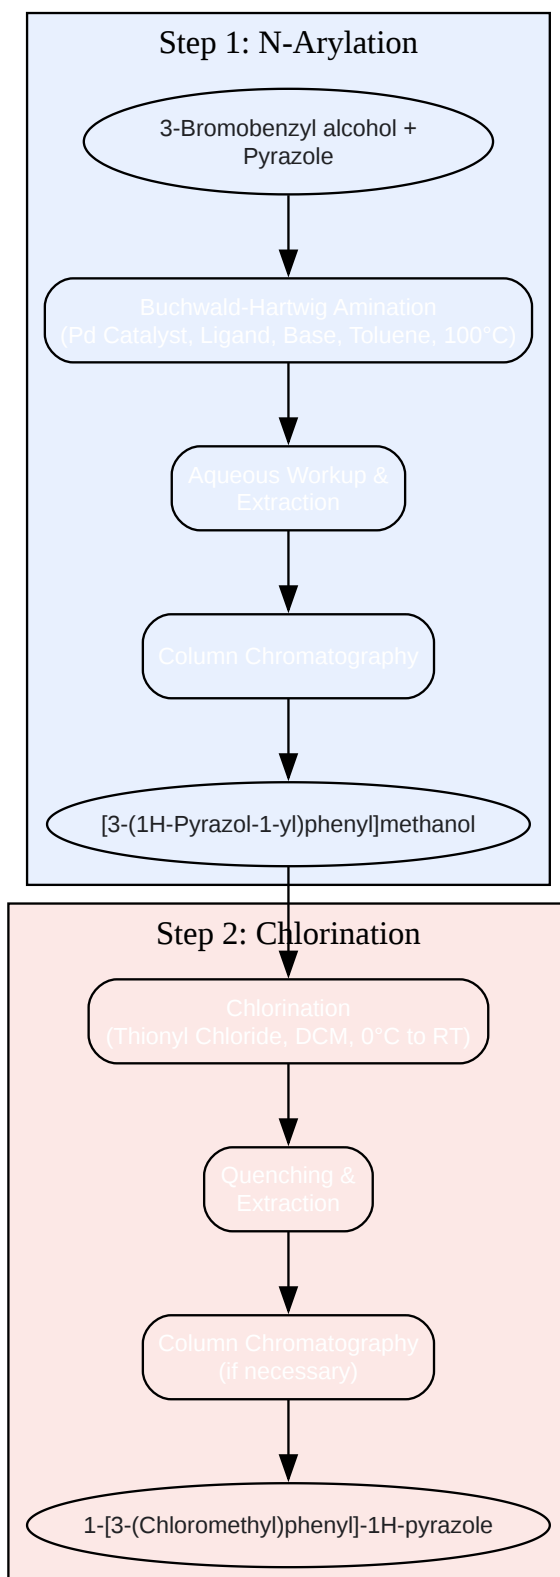 Step 1: N-Arylation
3-Bromobenzyl alcohol +
Pyrazole
Buchwald-Hartwig Amination
(Pd Catalyst, Ligand, Base, Toluene, 100°C)
Aqueous Workup &
Extraction
Column Chromatography
[3-(1H-Pyrazol-1-yl)phenyl]methanol
Step 2: Chlorination
Chlorination
(Thionyl Chloride, DCM, 0°C to RT)
Quenching &
Extraction
Column Chromatography
(if necessary)
1-[3-(Chloromethyl)phenyl]-1H-pyrazole